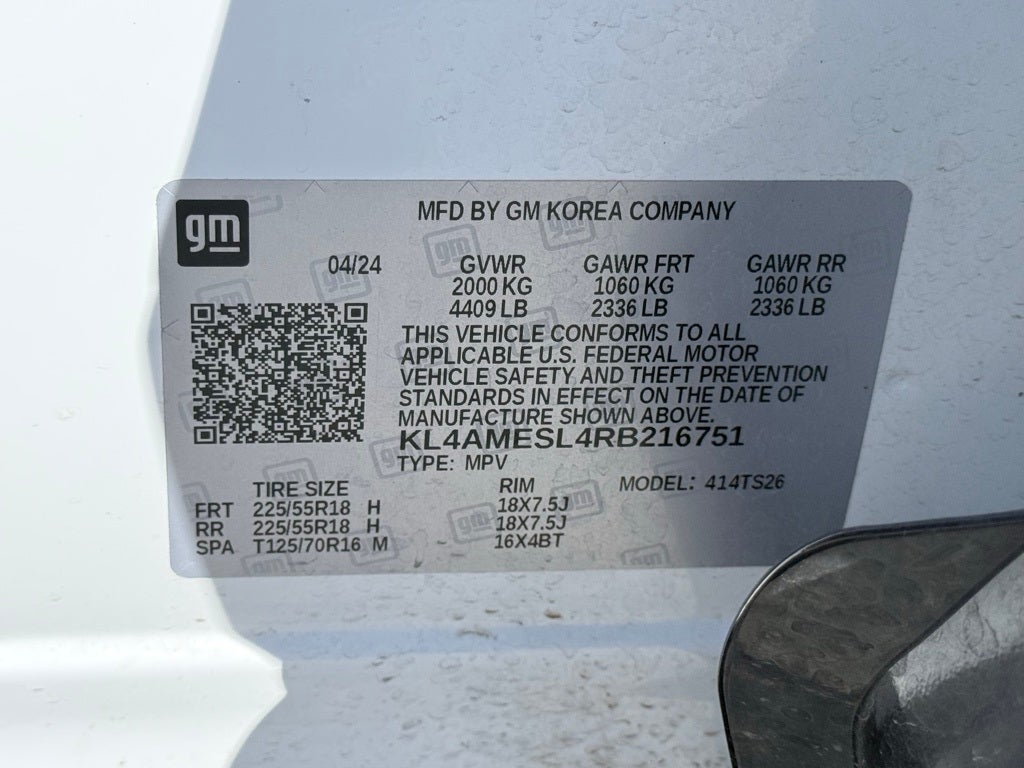 gm
MFD BY GM KOREA COMPANY
04/24 GVWR GAWR FRT GAWR RR
2000 KG 1060 KG 1060 KG
4409 LB 2336 LB 2336 LB
THIS VEHICLE CONFORMS TO ALL
APPLICABLE U.S. FEDERAL MOTOR
VEHICLE SAFETY AND THEFT PREVENTION
STANDARDS IN EFFECT ON THE DATE OF
MANUFACTURE SHOWN ABOVE.
KL4AMESL4RB216751
TYPE: MPV
TIRE SIZE RIM MODEL: 414TS26
FRT 225/55R18 H 18X7.5J
RR 225/55R18 H 18X7.5J
SPA T125/70R16 M 16X4BT